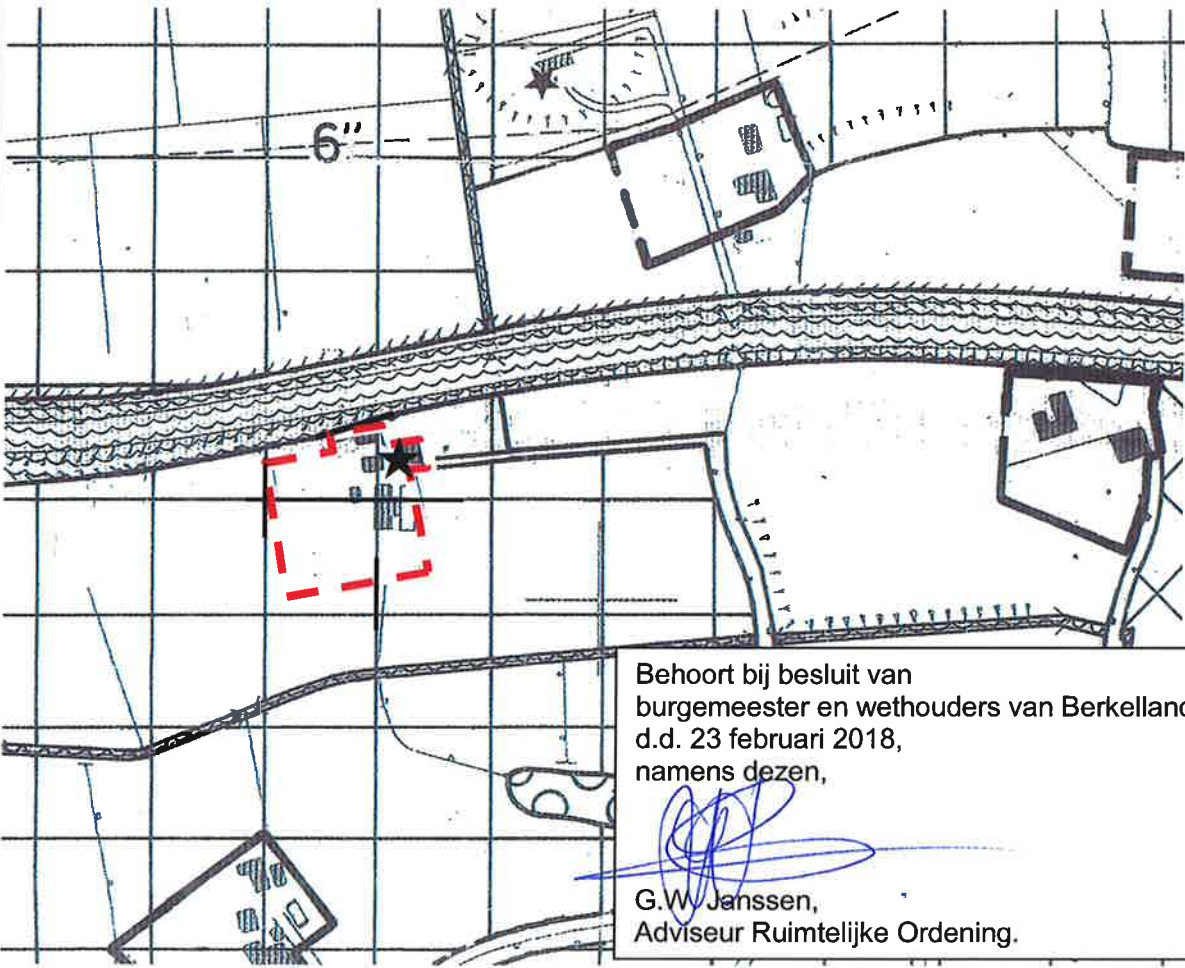 6"
Behoort bij besluit van
burgemeester en wethouders van Berkelland
d.d. 23 februari 2018,
namens dezen,
G.W. Janssen,
Adviseur Ruimtelijke Ordening.